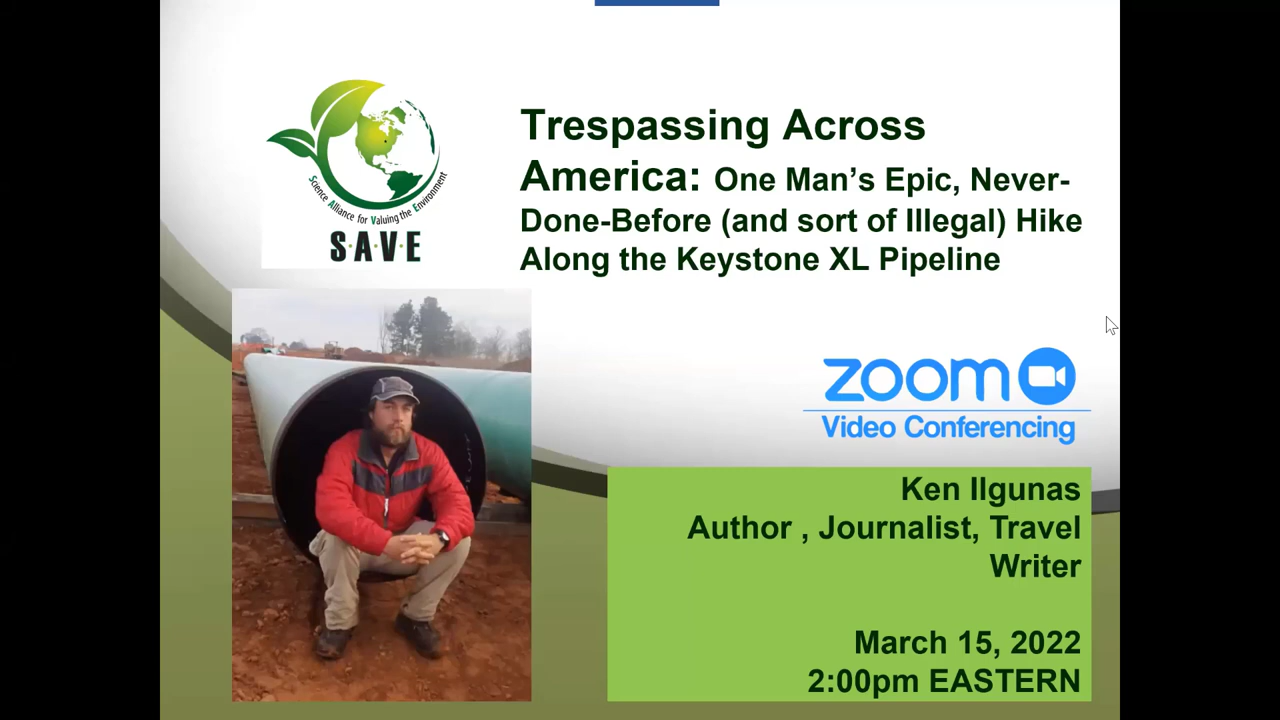 Trespassing Across
America: One Man’s Epic, Never-
Done-Before (and sort of Illegal) Hike
Along the Keystone XL Pipeline
Science Alliance for Valuing the Environment
S·A·V·E
zoom
Video Conferencing
Ken Ilgunas
Author , Journalist, Travel
Writer
March 15, 2022
2:00pm EASTERN